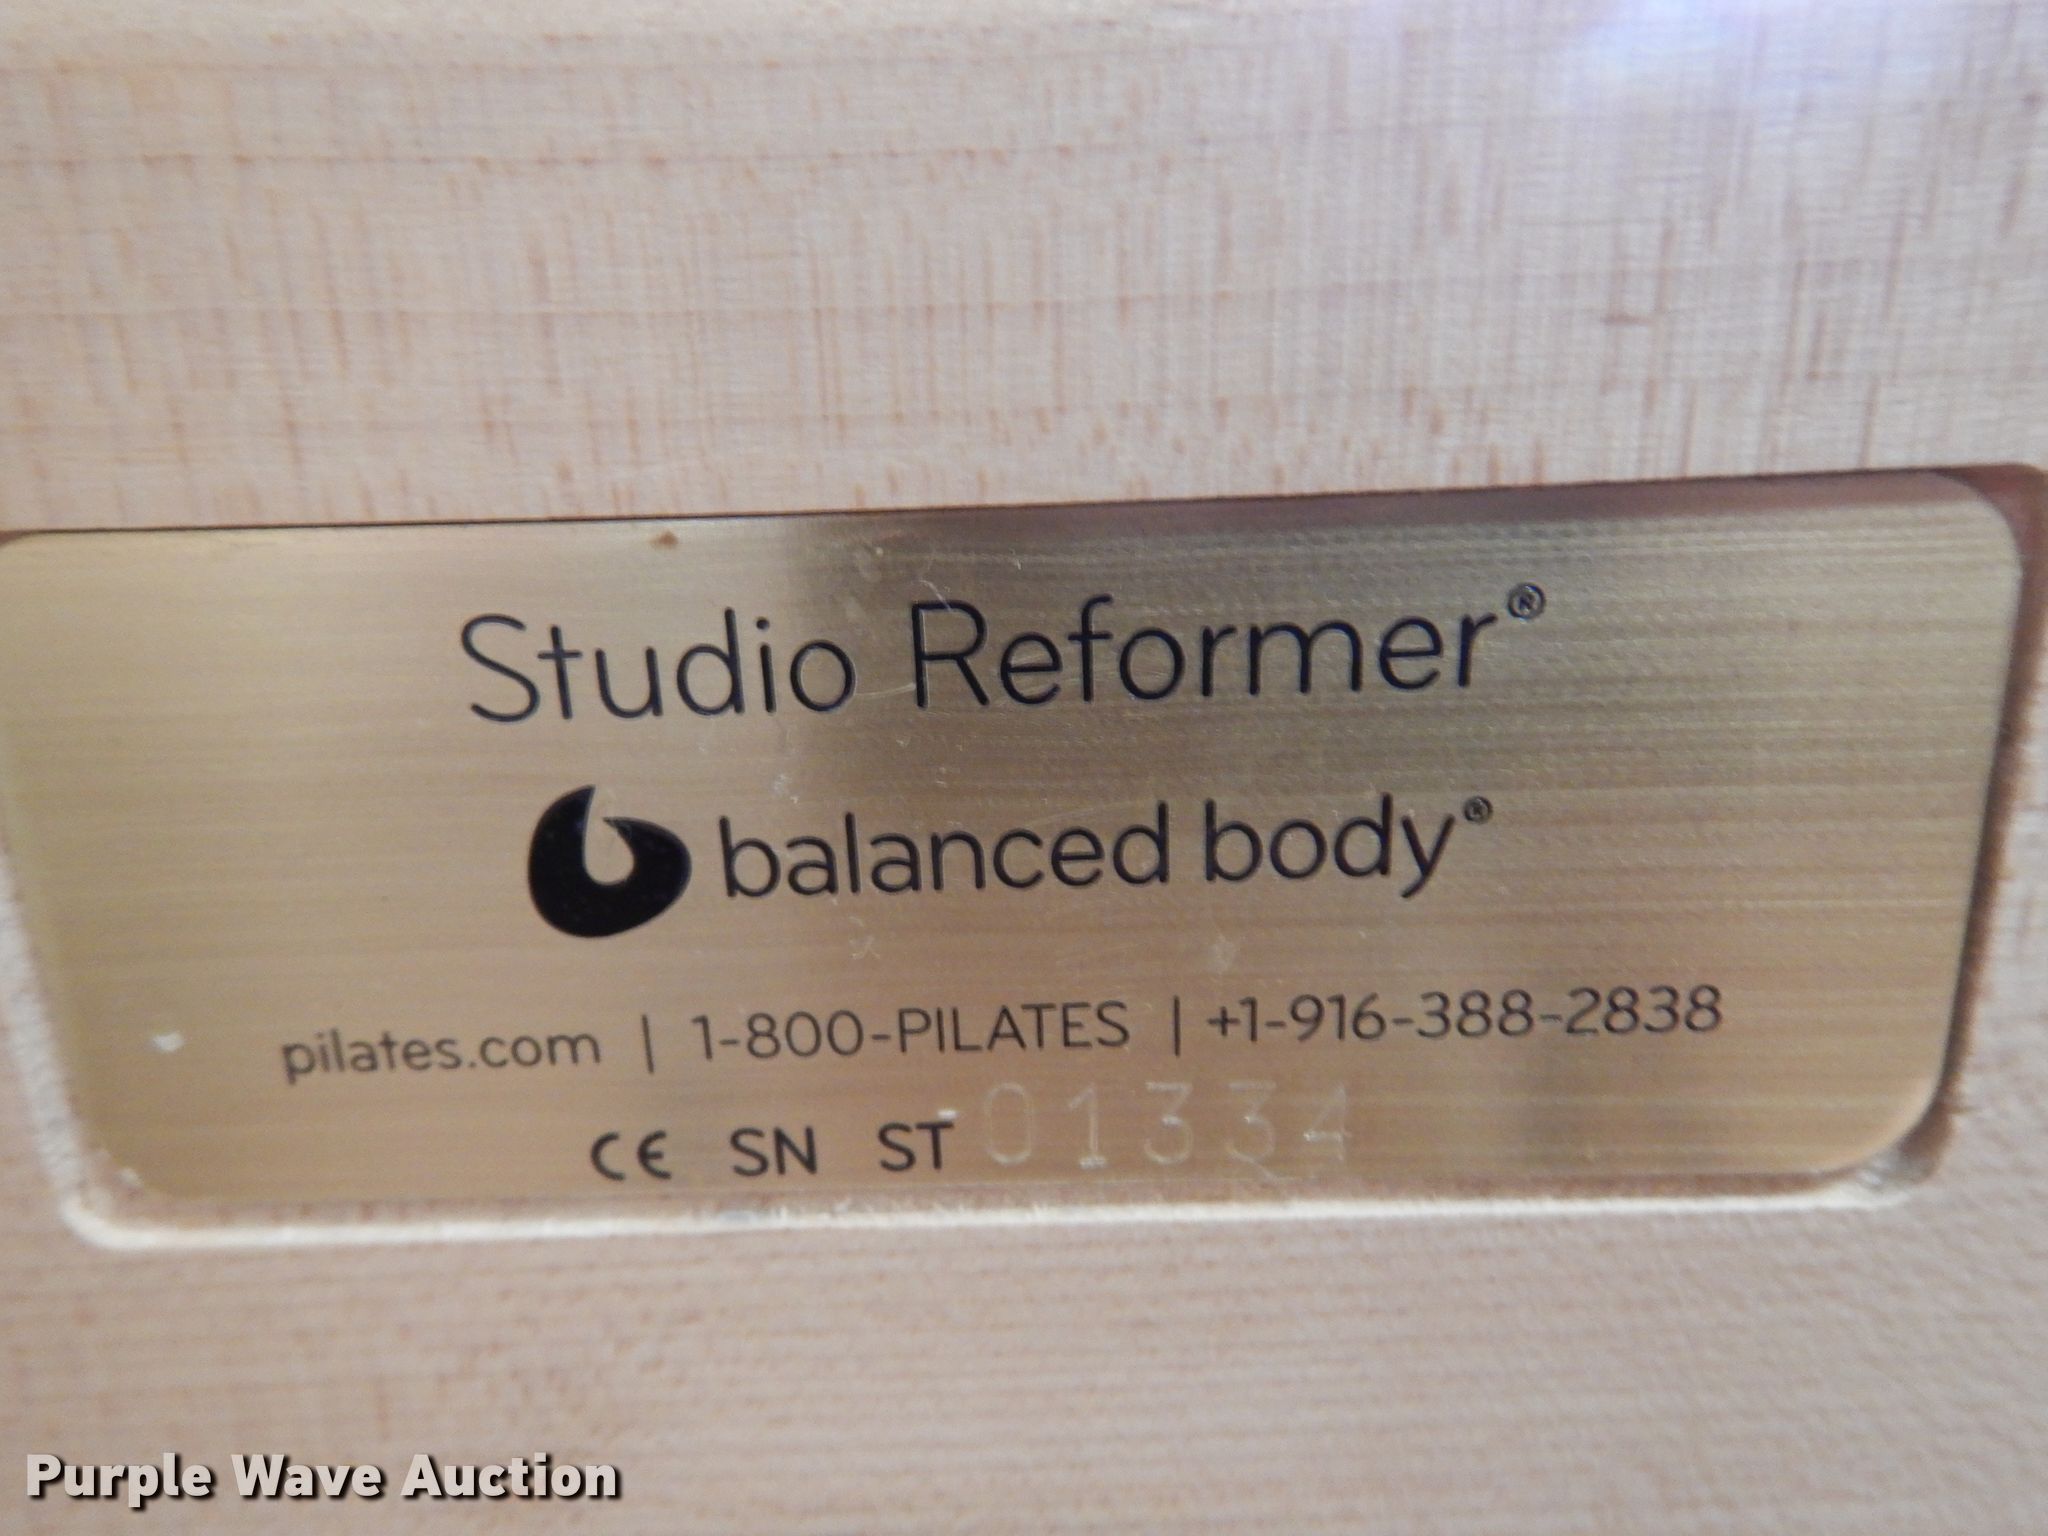 Studio Reformer®
balanced body®
pilates.com | 1-800-PILATES | +1-916-388-2838
CE SN ST 01334
Purple Wave Auction